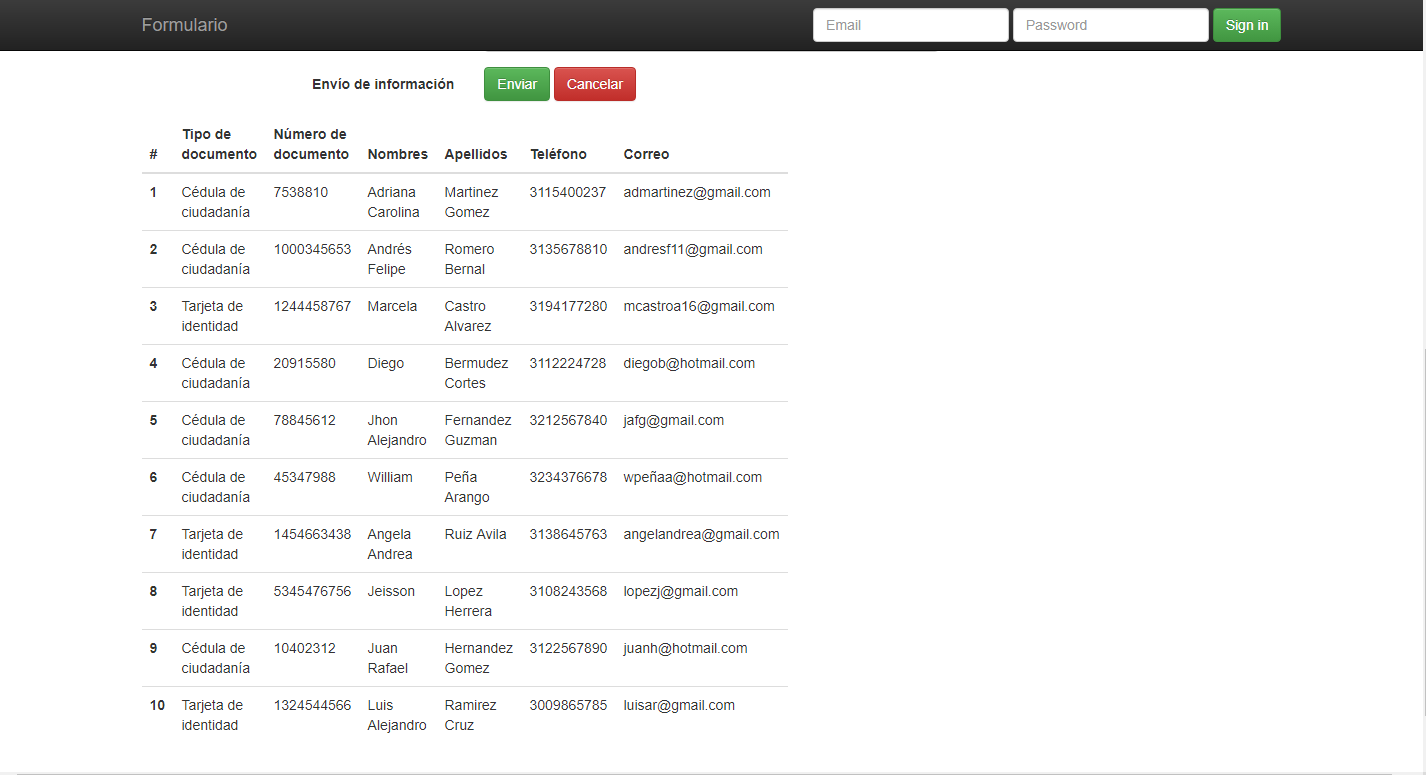 Formulario Email Password Sign in
Envío de información Enviar Cancelar
Tipo de Número de
# documento documento Nombres Apellidos Teléfono Correo
1 Cédula de 7538810 Adriana Martinez 3115400237 admartinez@gmail.com
ciudadanía Carolina Gomez
2 Cédula de 1000345653 Andrés Romero 3135678810 andresf11@gmail.com
ciudadanía Felipe Bernal
3 Tarjeta de 1244458767 Marcela Castro 3194177280 mcastroa16@gmail.com
identidad Alvarez
4 Cédula de 20915580 Diego Bermudez 3112224728 diegob@hotmail.com
ciudadanía Cortes
5 Cédula de 78845612 Jhon Fernandez 3212567840 jafg@gmail.com
ciudadanía Alejandro Guzman
6 Cédula de 45347988 William Peña 3234376678 wpeñaa@hotmail.com
ciudadanía Arango
7 Tarjeta de 1454663438 Angela Ruiz Avila 3138645763 angelandrea@gmail.com
identidad Andrea
8 Tarjeta de 5345476756 Jeisson Lopez 3108243568 lopezj@gmail.com
identidad Herrera
9 Cédula de 10402312 Juan Hernandez 3122567890 juanh@hotmail.com
ciudadanía Rafael Gomez
10 Tarjeta de 1324544566 Luis Ramirez 3009865785 luisar@gmail.com
identidad Alejandro Cruz